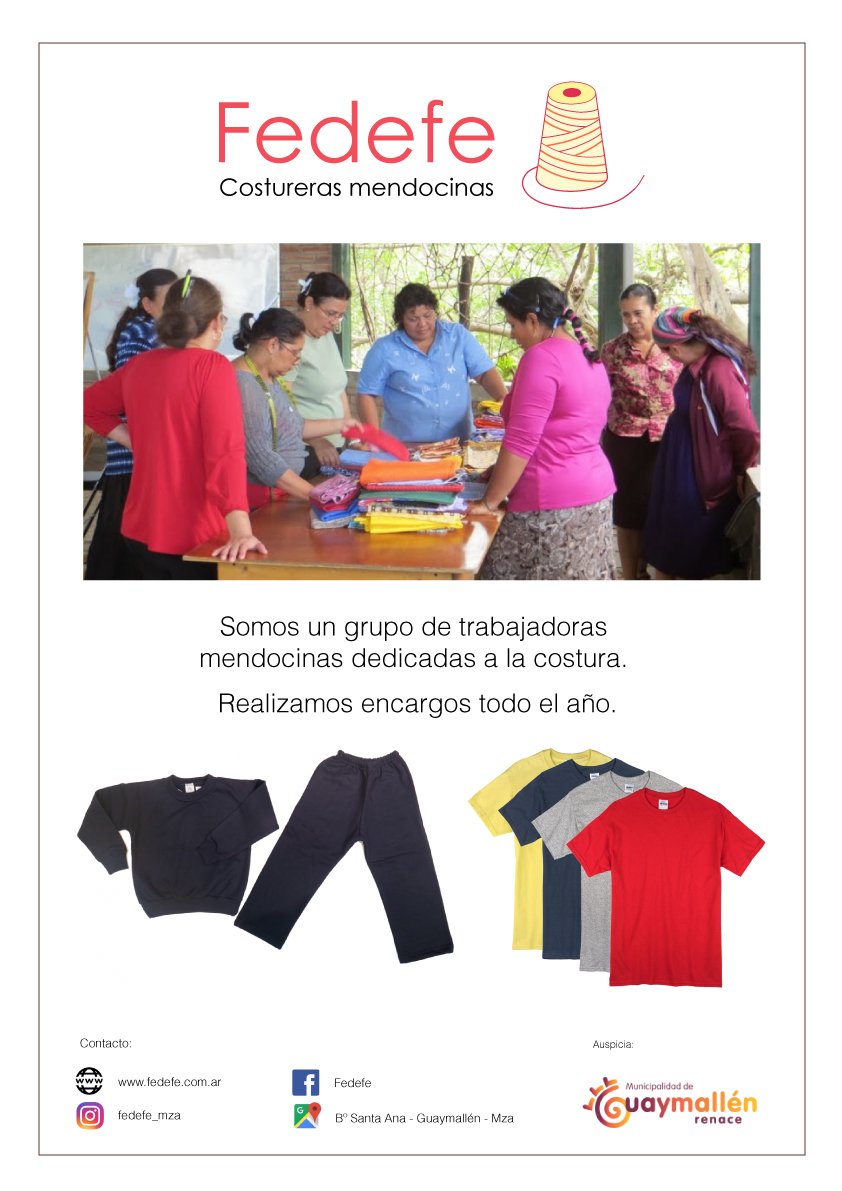 Fedefe
Costureras mendocinas
Somos un grupo de trabajadoras
mendocinas dedicadas a la costura.
Realizamos encargos todo el año.
Contacto:
www.fedefe.com.ar
fedefe_mza
Fedefe
Bº Santa Ana - Guaymallén - Mza
Auspicia:
Municipalidad de
Guaymallén
renace